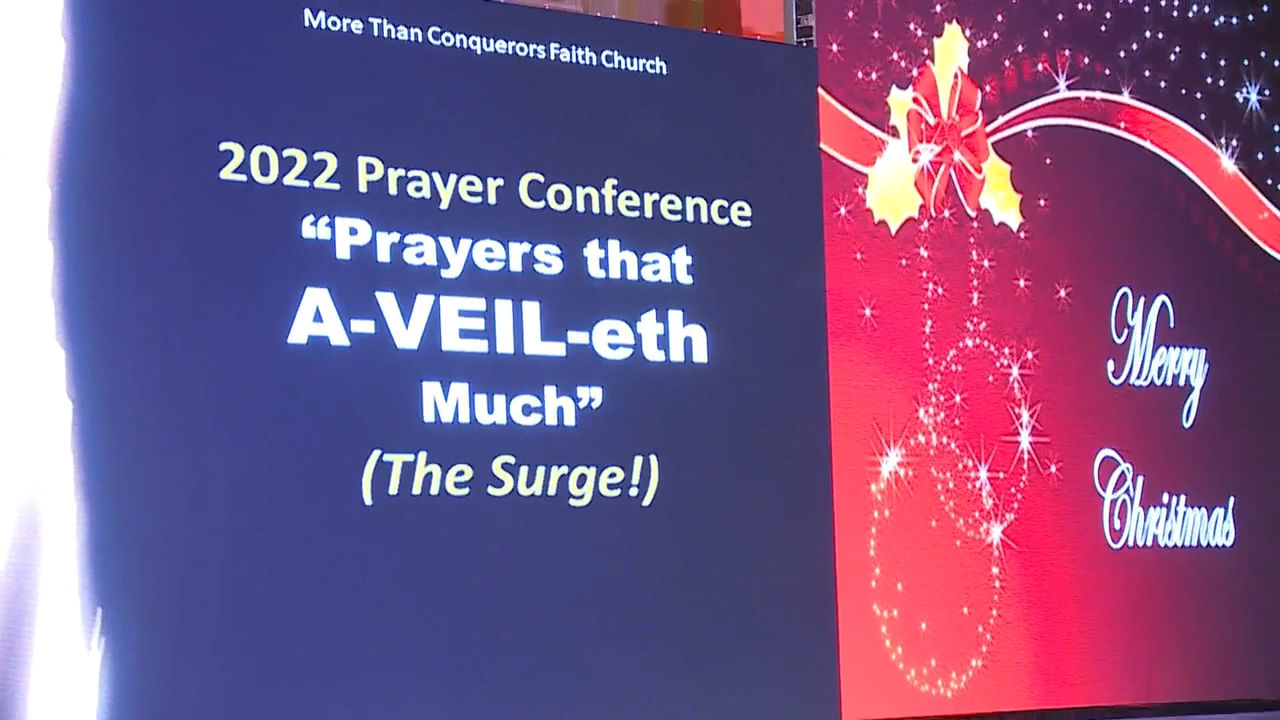 More Than Conquerors Faith Church
2022 Prayer Conference
“Prayers that
A-VEIL-eth
Much”
(The Surge!)
Merry
Christmas